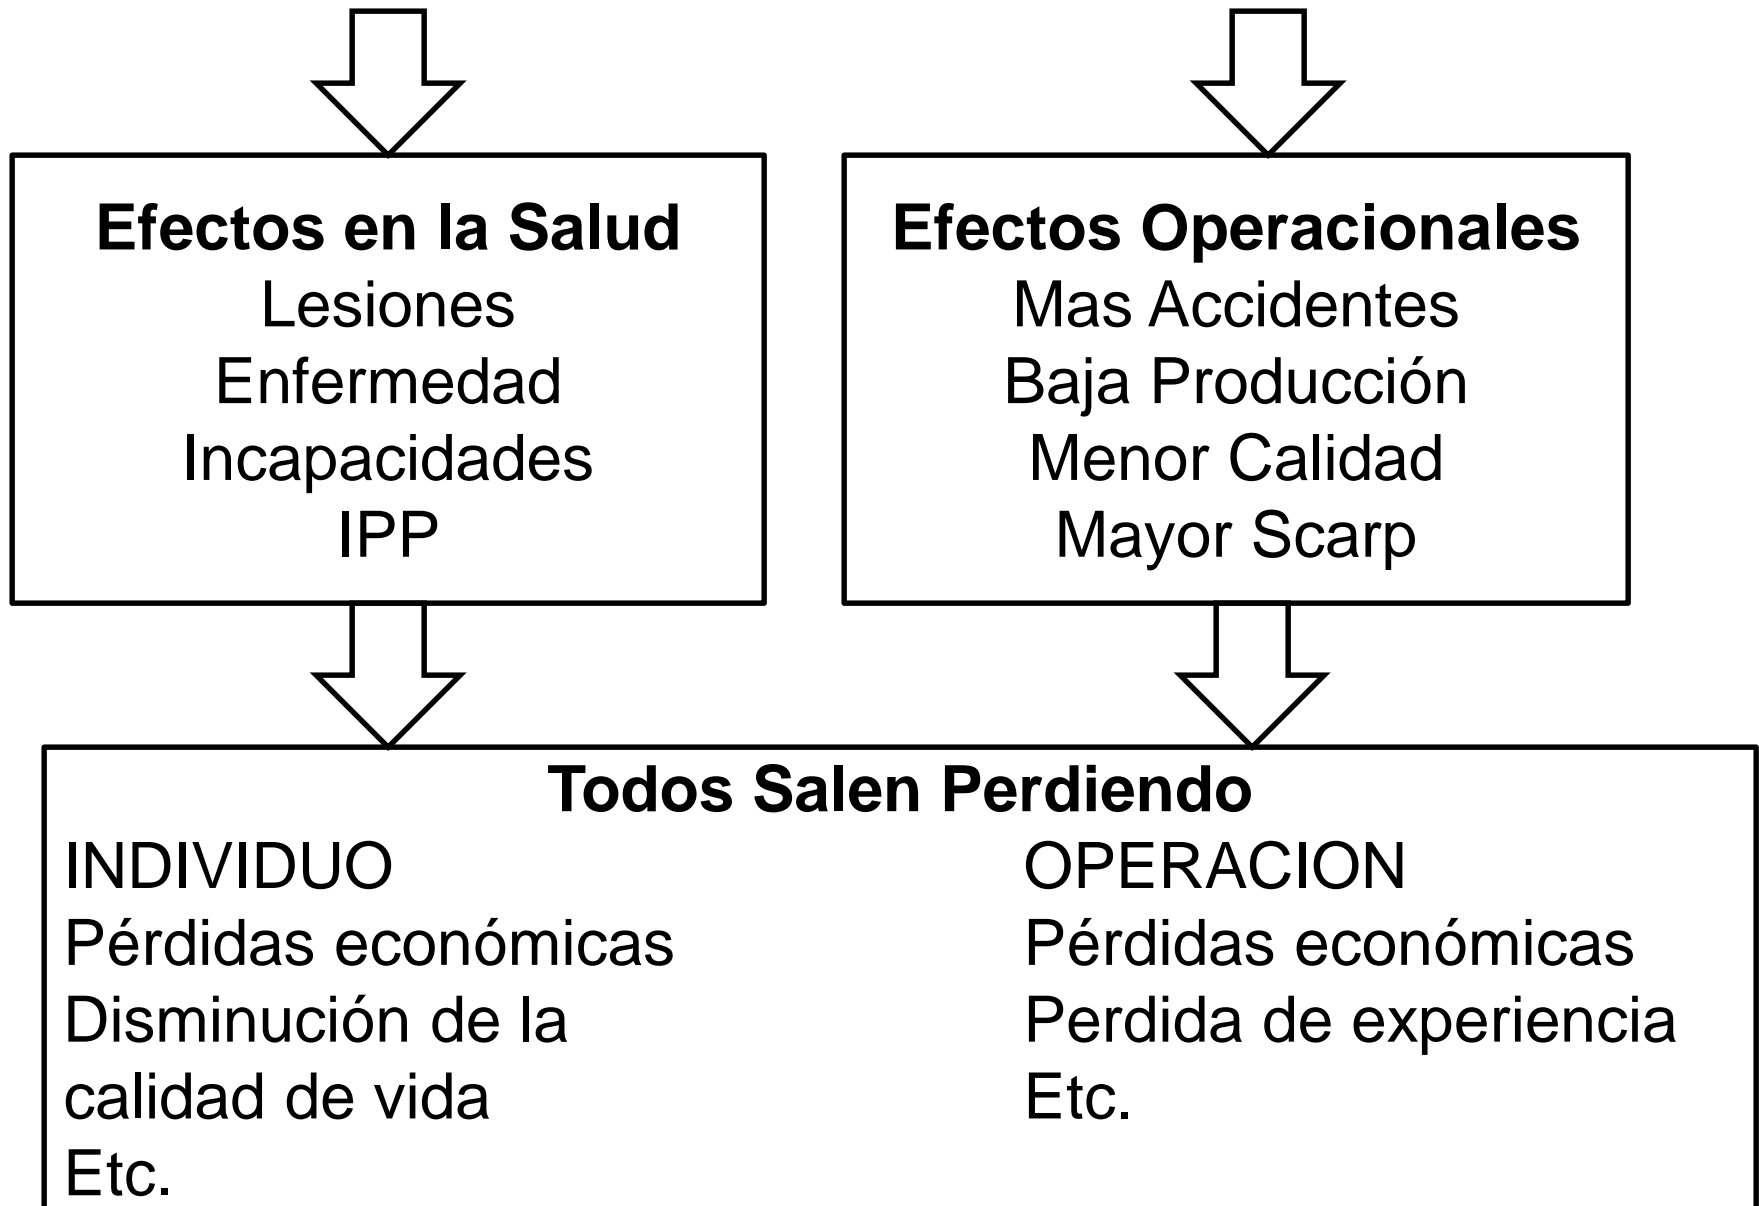 Efectos en la Salud
Lesiones
Enfermedad
Incapacidades
IPP
Efectos Operacionales
Mas Accidentes
Baja Producción
Menor Calidad
Mayor Scarp
Todos Salen Perdiendo
INDIVIDUO
Pérdidas económicas
Disminución de la
calidad de vida
Etc.
OPERACION
Pérdidas económicas
Perdida de experiencia
Etc.